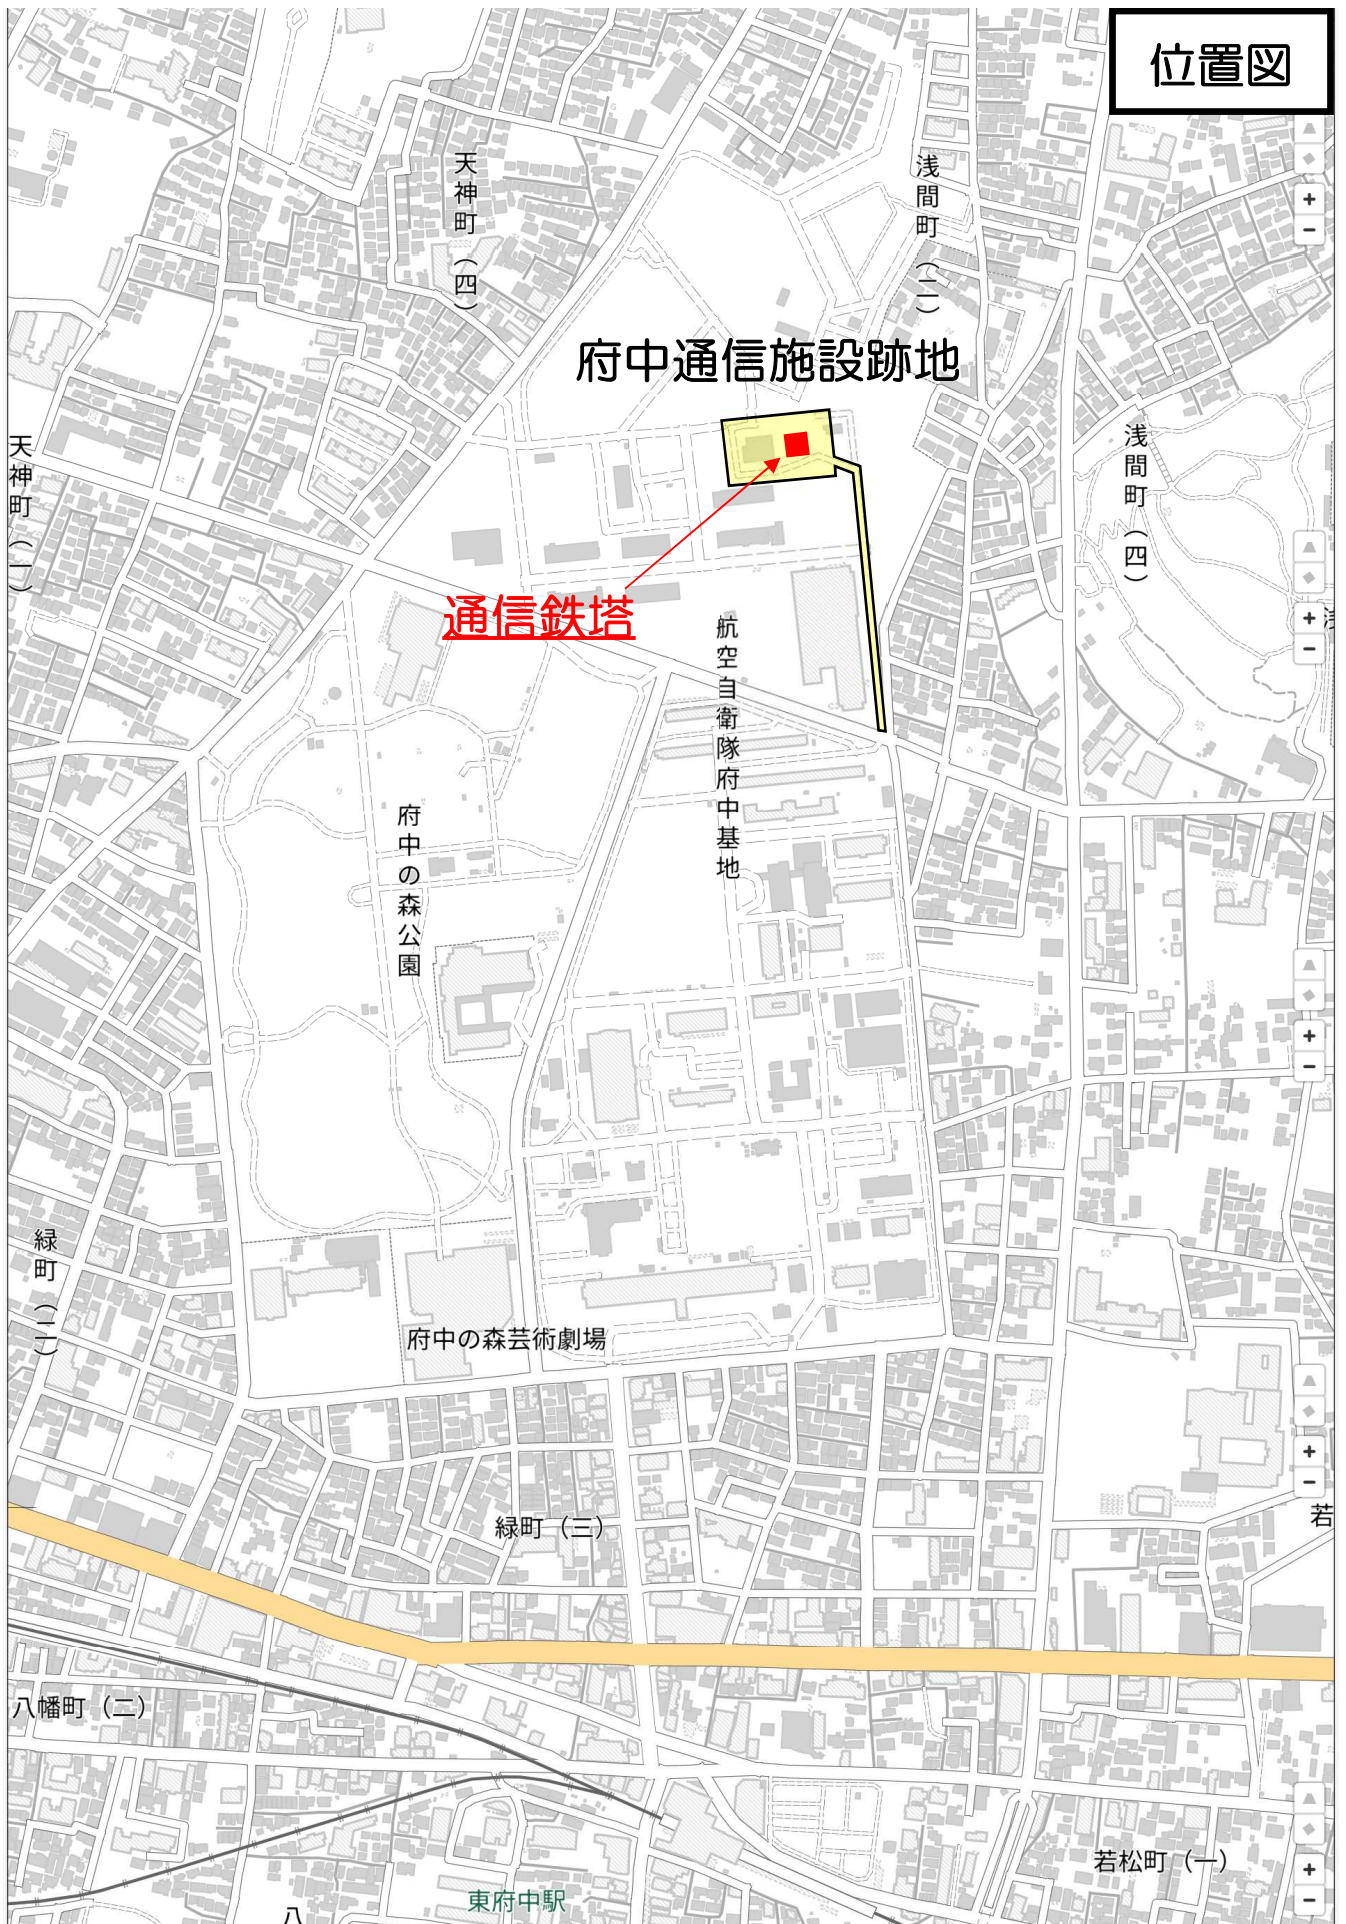 位置図
天神町（四）
浅間町（二）
府中通信施設跡地
天神町（一）
浅間町（四）
通信鉄塔
航空自衛隊府中基地
府中の森公園
緑町（二）
府中の森芸術劇場
緑町（三）
若
八幡町（二）
若松町（一）
東府中駅
八